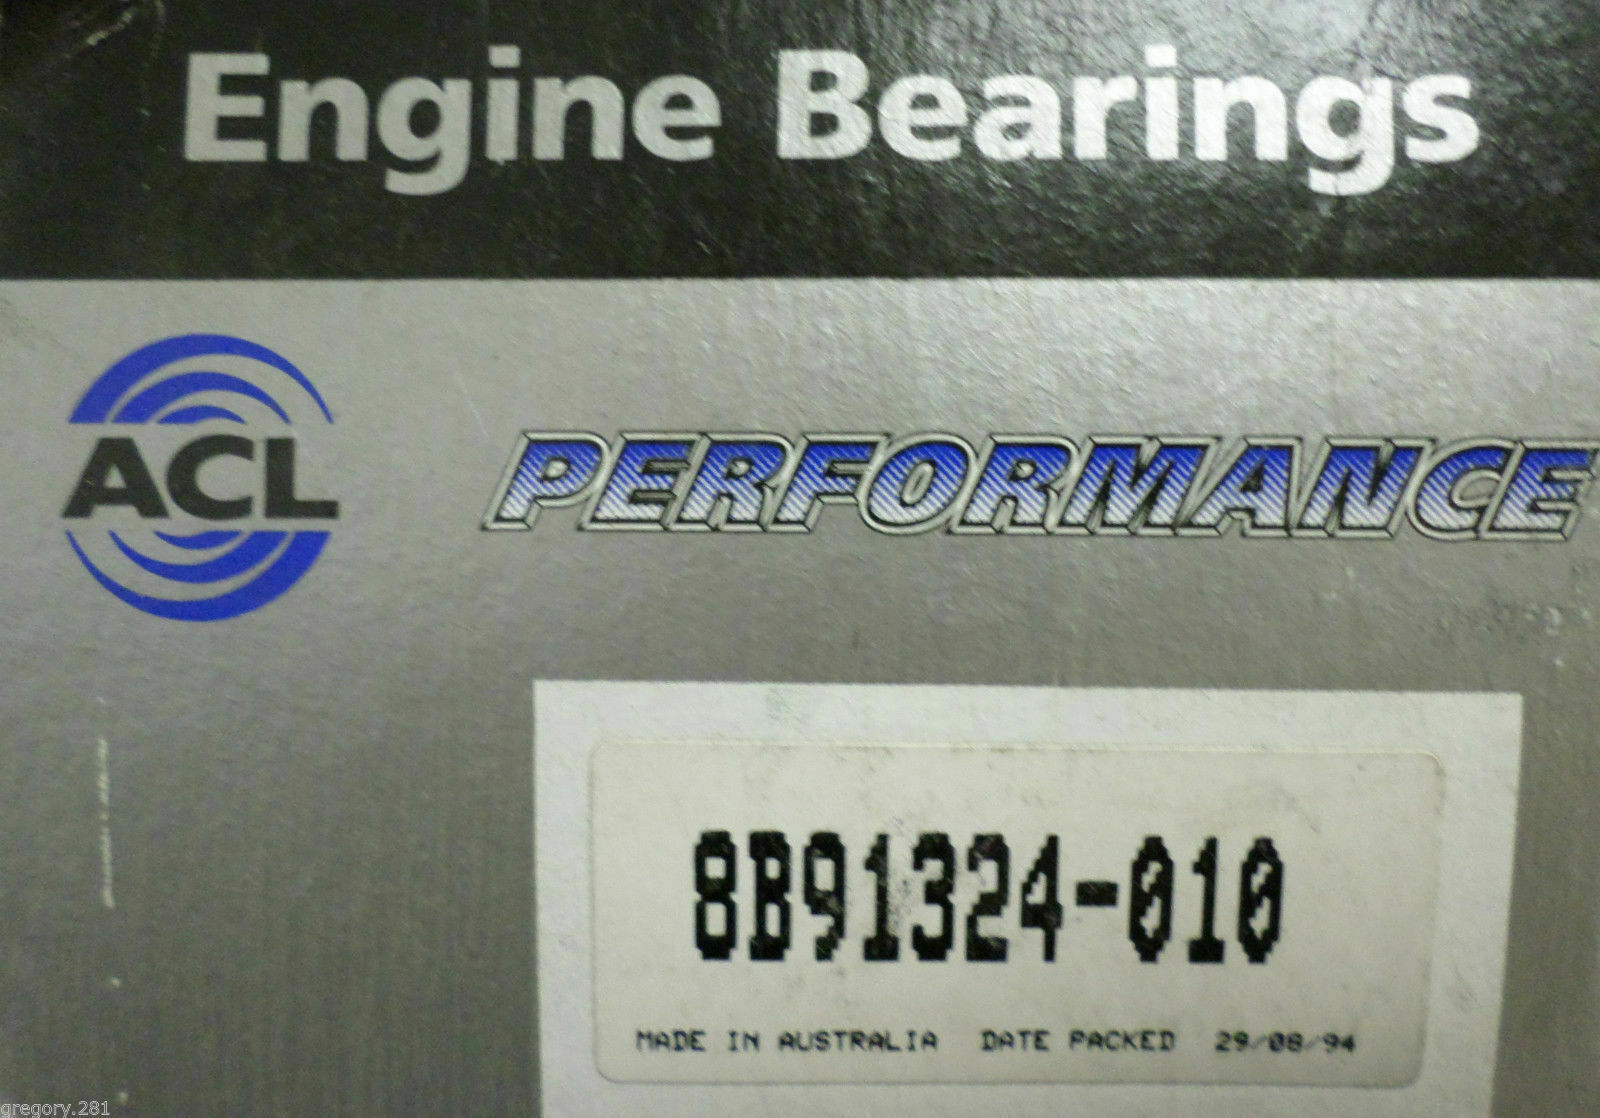 Engine Bearings
ACL
PERFORMANCE
8B91324-010
MADE IN AUSTRALIA DATE PACKED 29/08/94
gregory.281